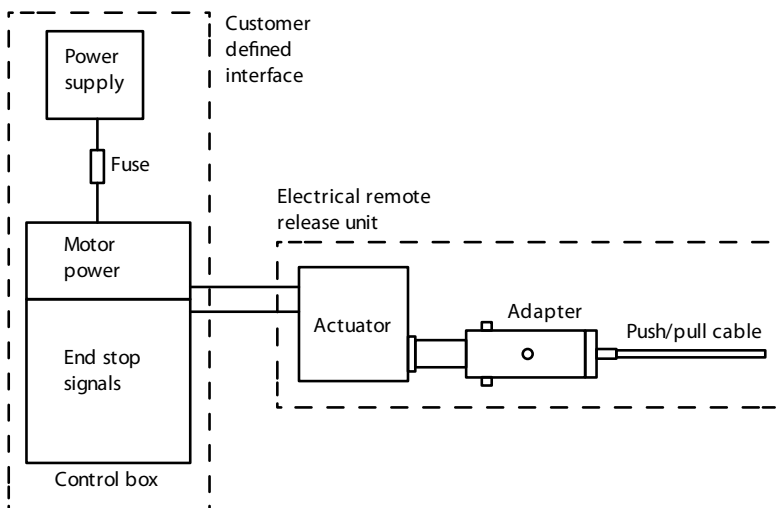 Power
supply
Customer
defined
interface
Fuse
Motor
power
End stop
signals
Control box
Electrical remote
release unit
Actuator
Adapter
Push/pull cable